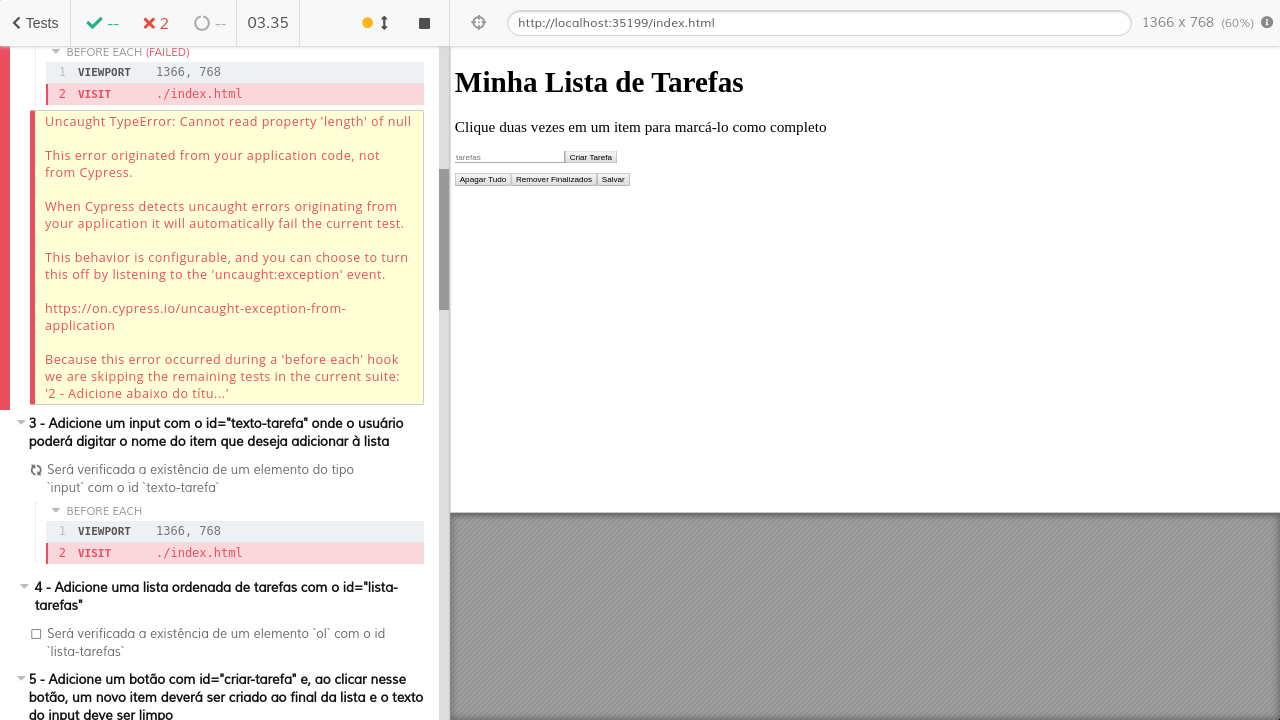 Tests
--
2
--
03.35
http://localhost:35199/index.html
1366 x 768 (60%)
BEFORE EACH (FAILED)
1 VIEWPORT 1366, 768
2 VISIT ./index.html
Uncaught TypeError: Cannot read property 'length' of null
This error originated from your application code, not
from Cypress.
When Cypress detects uncaught errors originating from
your application it will automatically fail the current test.
This behavior is configurable, and you can choose to turn
this off by listening to the 'uncaught:exception' event.
https://on.cypress.io/uncaught-exception-from-
application
Because this error occurred during a 'before each' hook
we are skipping the remaining tests in the current suite:
'2 - Adicione abaixo do títu...'
3 - Adicione um input com o id="texto-tarefa" onde o usuário
poderá digitar o nome do item que deseja adicionar à lista
Será verificada a existência de um elemento do tipo
`input` com o id `texto-tarefa`
BEFORE EACH
1 VIEWPORT 1366, 768
2 VISIT ./index.html
4 - Adicione uma lista ordenada de tarefas com o id="lista-
tarefas"
Será verificada a existência de um elemento `ol` com o id
`lista-tarefas`
5 - Adicione um botão com id="criar-tarefa" e, ao clicar nesse
botão, um novo item deverá ser criado ao final da lista e o texto
do input deve ser limpo
Minha Lista de Tarefas
Clique duas vezes em um item para marcá-lo como completo
tarefas Criar Tarefa
Apagar Tudo Remover Finalizados Salvar